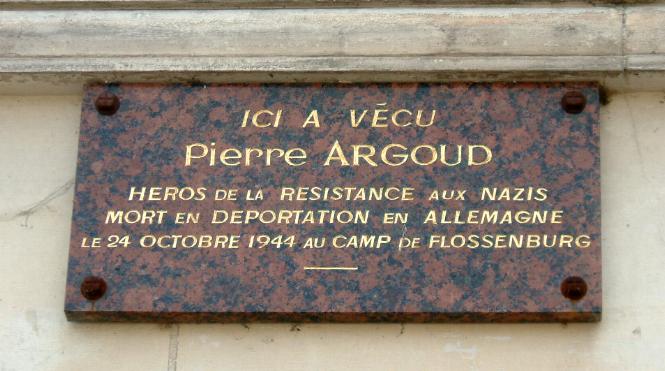 ICI A VÉCU
Pierre ARGOUD
HEROS DE LA RESISTANCE AUX NAZIS
MORT EN DEPORTATION EN ALLEMAGNE
LE 24 OCTOBRE 1944 AU CAMP DE FLOSSENBURG